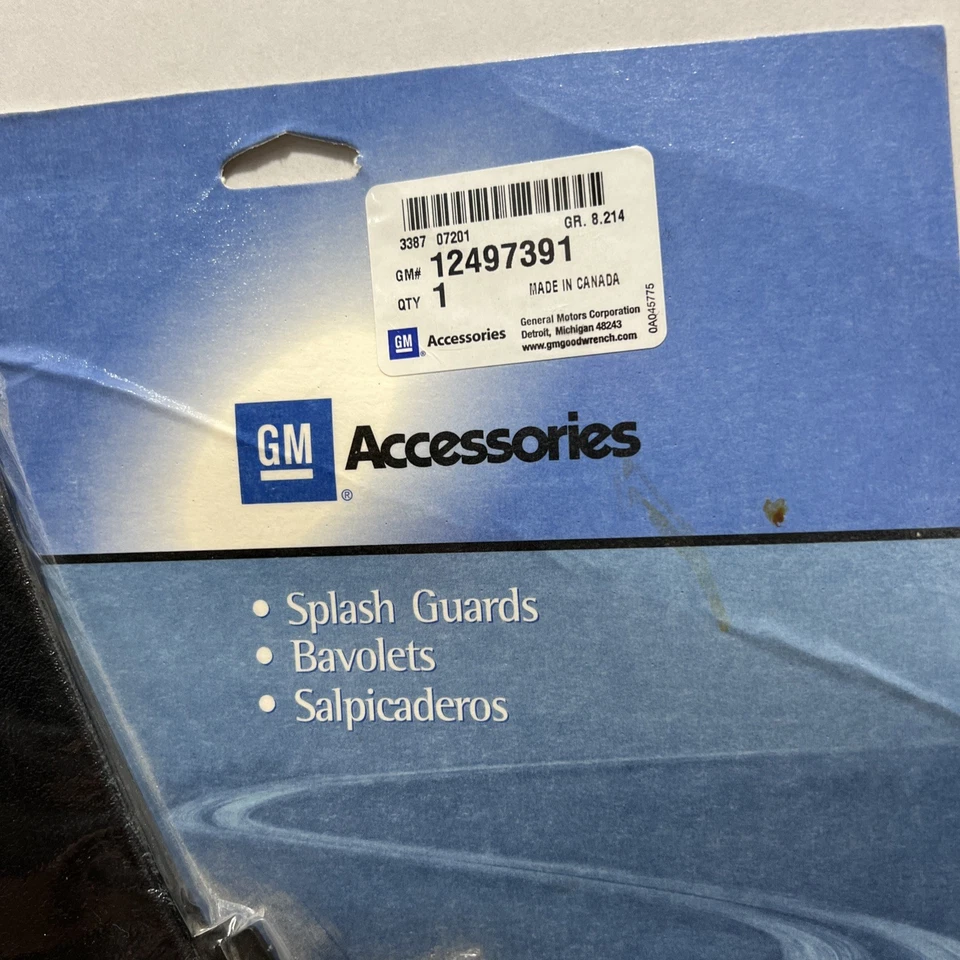 3387 07201 GR. 8.214
GM# 12497391
QTY 1 MADE IN CANADA
GM® Accessories
General Motors Corporation
Detroit, Michigan 48243
www.gmgoodwrench.com
0AQ45775
GM® Accessories
• Splash Guards
• Bavolets
• Salpicaderos